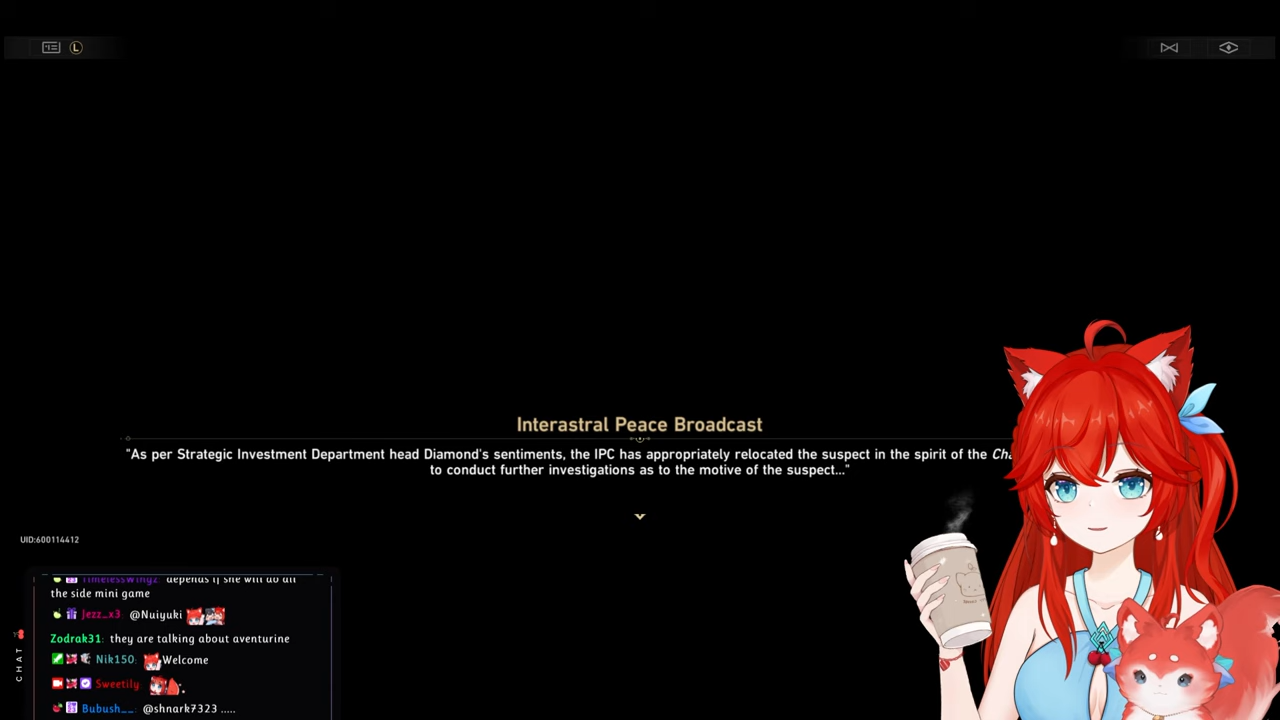 L
Interastral Peace Broadcast
"As per Strategic Investment Department head Diamond's sentiments, the IPC has appropriately relocated the suspect in the spirit of the
to conduct further investigations as to the motive of the suspect..."
UID:600114412
TimelessWingz: depends if she will do all
the side mini game
Jezz_x3: @Nuiyuki
Zodrak31: they are talking about aventurine
Nik150: Welcome
Sweetily:
Bubush__: @shnark7323 .....
CHAT